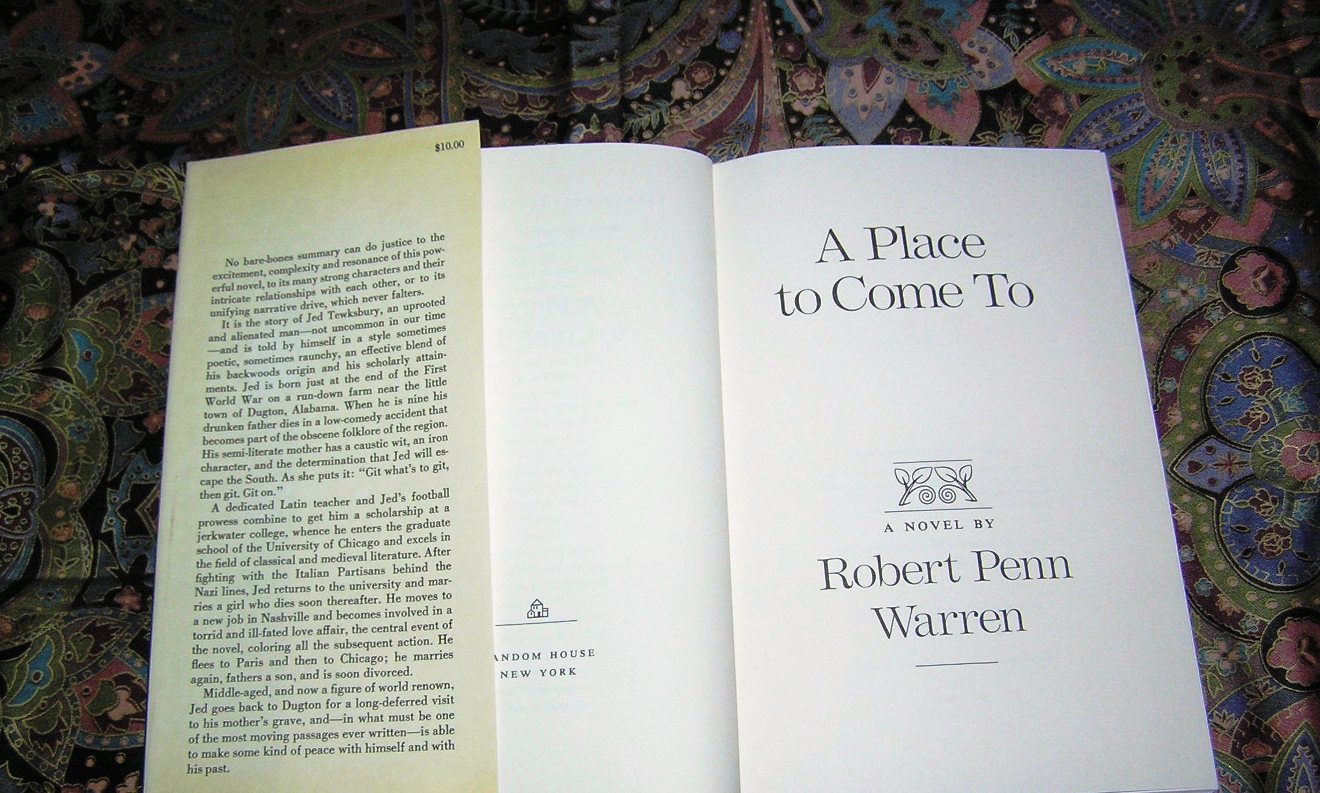 $10.00
No bare-bones summary can do justice to the
excitement, complexity and resonance of this pow-
erful novel, to its many strong characters and their
intricate relationships with each other, or to its
unifying narrative drive, which never falters.
It is the story of Jed Tewksbury, an uprooted
and alienated man—not uncommon in our time
—and is told by himself in a style sometimes
poetic, sometimes raunchy, an effective blend of
his backwoods origin and his scholarly attain-
ments. Jed is born just at the end of the First
World War on a run-down farm near the little
town of Dugton, Alabama. When he is nine his
drunken father dies in a low-comedy accident that
becomes part of the obscene folklore of the region.
His semi-literate mother has a caustic wit, an iron
character, and the determination that Jed will es-
cape the South. As she puts it: “Git what's to git,
then git. Git on.”
A dedicated Latin teacher and Jed's football
prowess combine to get him a scholarship at a
jerkwater college, whence he enters the graduate
school of the University of Chicago and excels in
the field of classical and medieval literature. After
fighting with the Italian Partisans behind the
Nazi lines, Jed returns to the university and mar-
ries a girl who dies soon thereafter. He moves to
a new job in Nashville and becomes involved in a
torrid and ill-fated love affair, the central event of
the novel, coloring all the subsequent action. He
flees to Paris and then to Chicago; he marries
again, fathers a son, and is soon divorced.
Middle-aged, and now a figure of world renown,
Jed goes back to Dugton for a long-deferred visit
to his mother's grave, and—in what must be one
of the most moving passages ever written—is able
to make some kind of peace with himself and with
his past.
ANDOM HOUSE
NEW YORK
A Place
to Come To
A NOVEL BY
Robert Penn
Warren